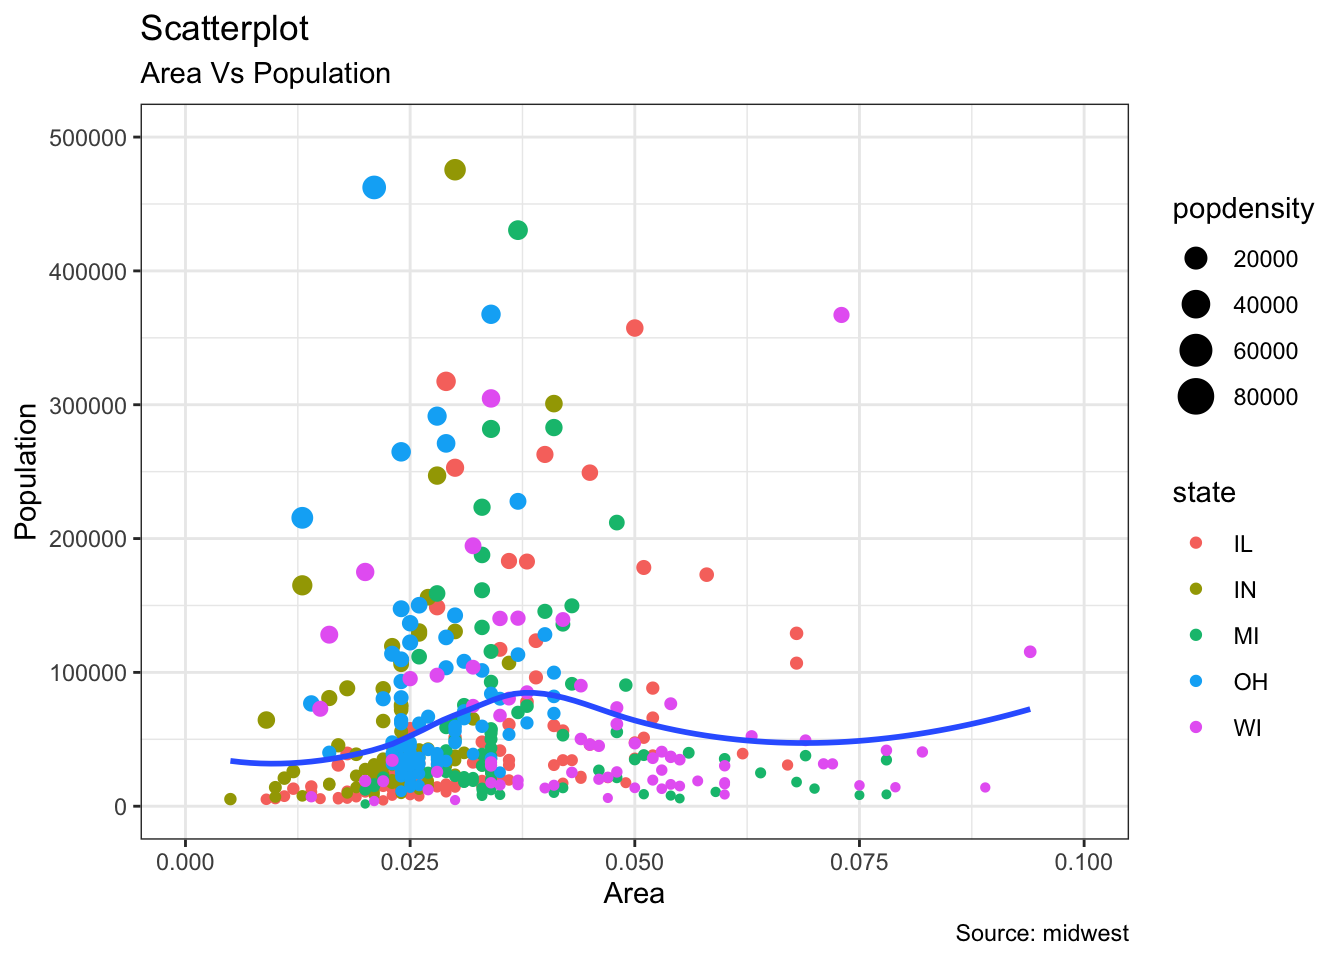 Scatterplot
Area Vs Population
Population
500000
400000
300000
200000
100000
0
0.000 0.025 0.050 0.075 0.100
Area
popdensity
20000
40000
60000
80000
state
IL
IN
MI
OH
WI
Source: midwest